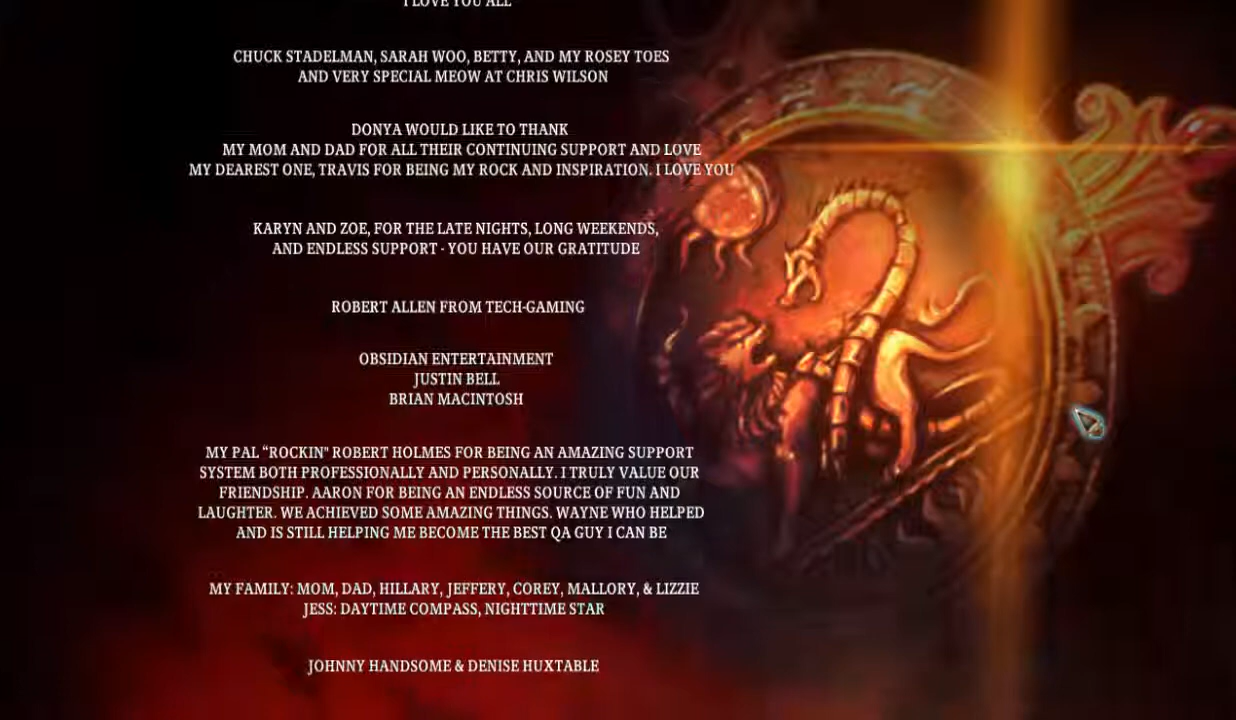 I LOVE YOU ALL
CHUCK STADELMAN, SARAH WOO, BETTY, AND MY ROSEY TOES
AND VERY SPECIAL MEOW AT CHRIS WILSON
DONYA WOULD LIKE TO THANK
MY MOM AND DAD FOR ALL THEIR CONTINUING SUPPORT AND LOVE
MY DEAREST ONE, TRAVIS FOR BEING MY ROCK AND INSPIRATION. I LOVE YOU
KARYN AND ZOE, FOR THE LATE NIGHTS, LONG WEEKENDS,
AND ENDLESS SUPPORT - YOU HAVE OUR GRATITUDE
ROBERT ALLEN FROM TECH-GAMING
OBSIDIAN ENTERTAINMENT
JUSTIN BELL
BRIAN MACINTOSH
MY PAL “ROCKIN" ROBERT HOLMES FOR BEING AN AMAZING SUPPORT
SYSTEM BOTH PROFESSIONALLY AND PERSONALLY. I TRULY VALUE OUR
FRIENDSHIP. AARON FOR BEING AN ENDLESS SOURCE OF FUN AND
LAUGHTER. WE ACHIEVED SOME AMAZING THINGS. WAYNE WHO HELPED
AND IS STILL HELPING ME BECOME THE BEST QA GUY I CAN BE
MY FAMILY: MOM, DAD, HILLARY, JEFFERY, COREY, MALLORY, & LIZZIE
JESS: DAYTIME COMPASS, NIGHTTIME STAR
JOHNNY HANDSOME & DENISE HUXTABLE